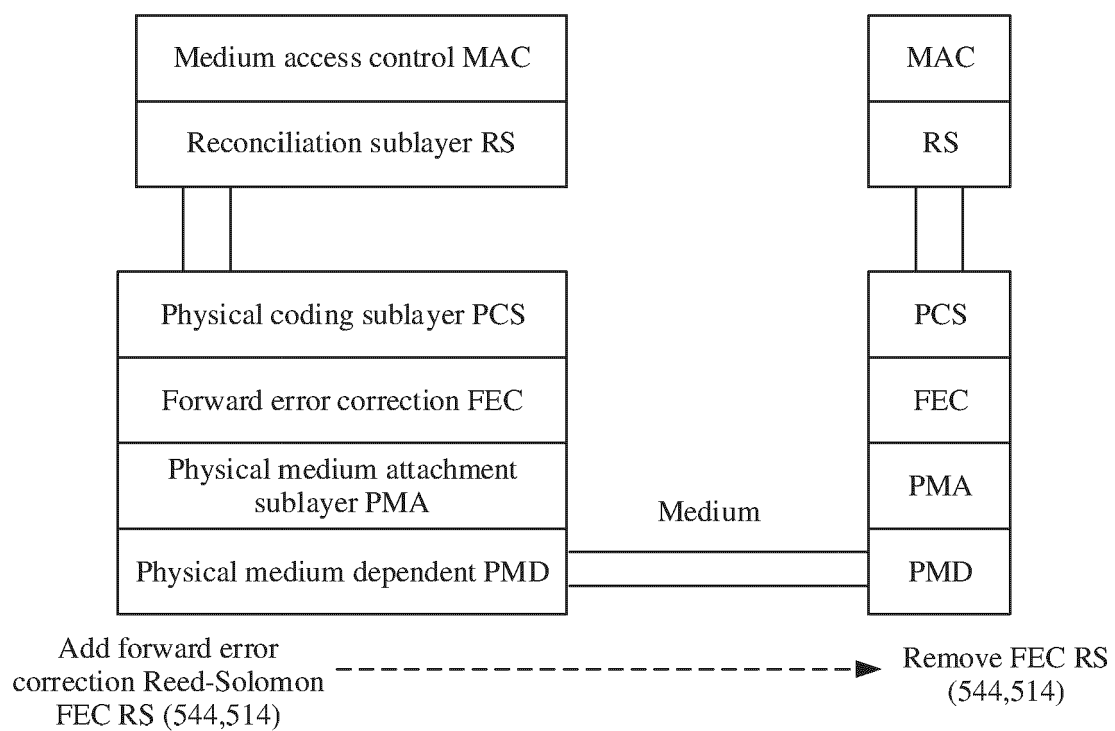 Medium access control MAC
Reconciliation sublayer RS
Physical coding sublayer PCS
Forward error correction FEC
Physical medium attachment
sublayer PMA
Physical medium dependent PMD
Medium
MAC
RS
PCS
FEC
PMA
PMD
Add forward error
correction Reed-Solomon
FEC RS (544,514)
Remove FEC RS
(544,514)